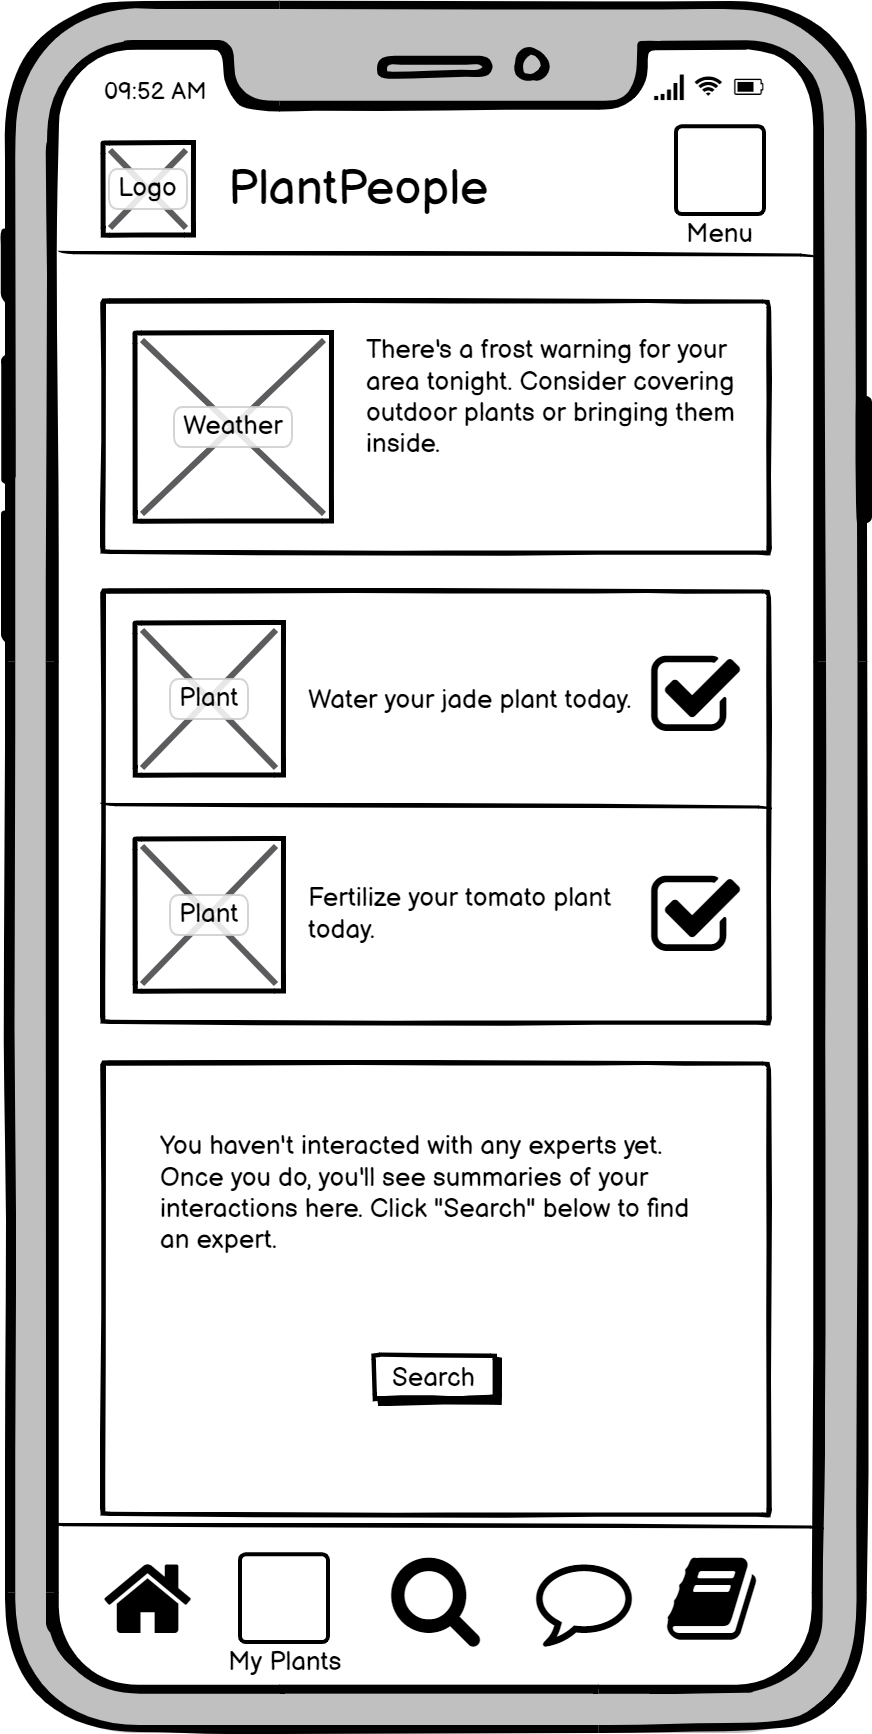 09:52 AM
Logo
PlantPeople
Menu
Weather
There's a frost warning for your
area tonight. Consider covering
outdoor plants or bringing them
inside.
Plant
Water your jade plant today.
Plant
Fertilize your tomato plant
today.
You haven't interacted with any experts yet.
Once you do, you'll see summaries of your
interactions here. Click "Search" below to find
an expert.
Search
My Plants